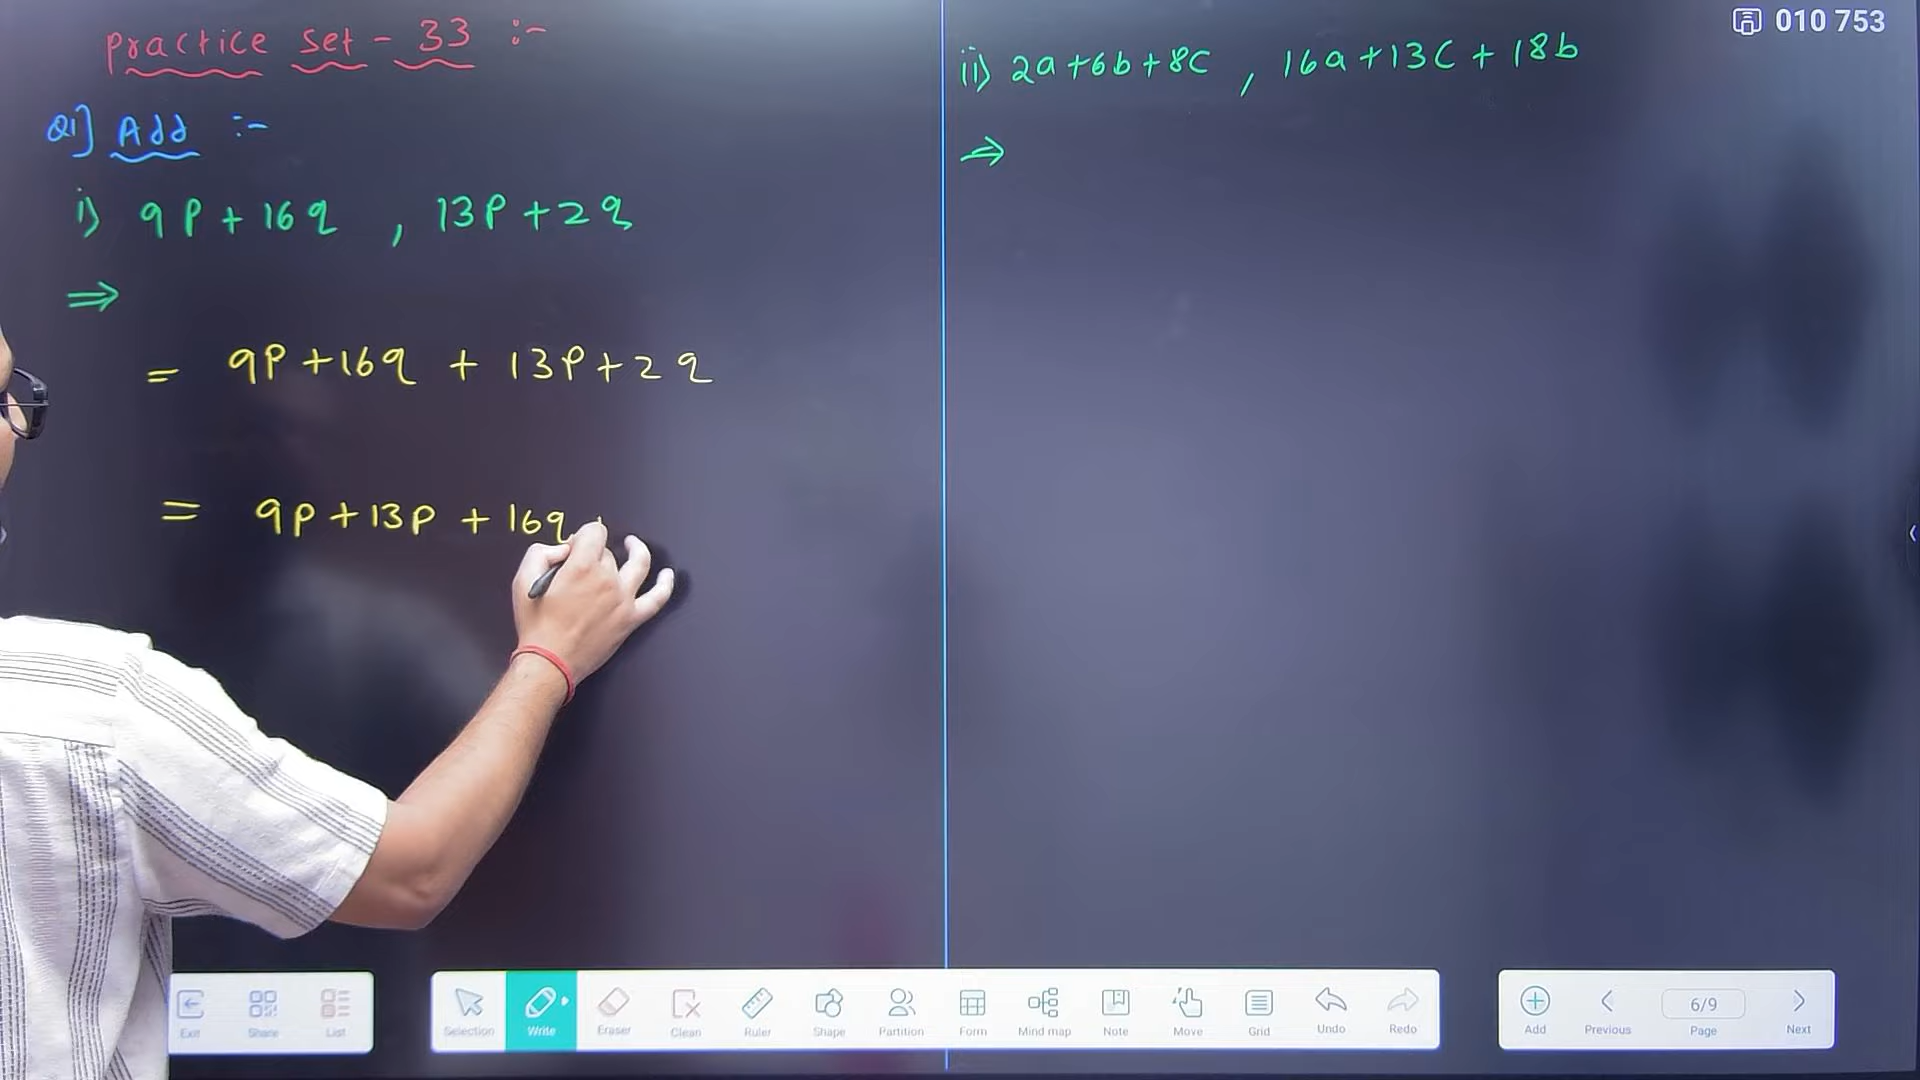 Practice Set - 33 :-
Q1] Add :-
i) 9p + 16q , 13p + 2q
⇒
= 9p + 16q + 13p + 2q
= 9p + 13p + 16q
ii) 2a + 6b + 8c , 16a + 13c + 18b
⇒
010 753
Exit Share List
Selection Write Eraser Clean Ruler Shape Partition Form Mind map Note Move Grid Undo Redo
Add Previous 6/9 Page Next